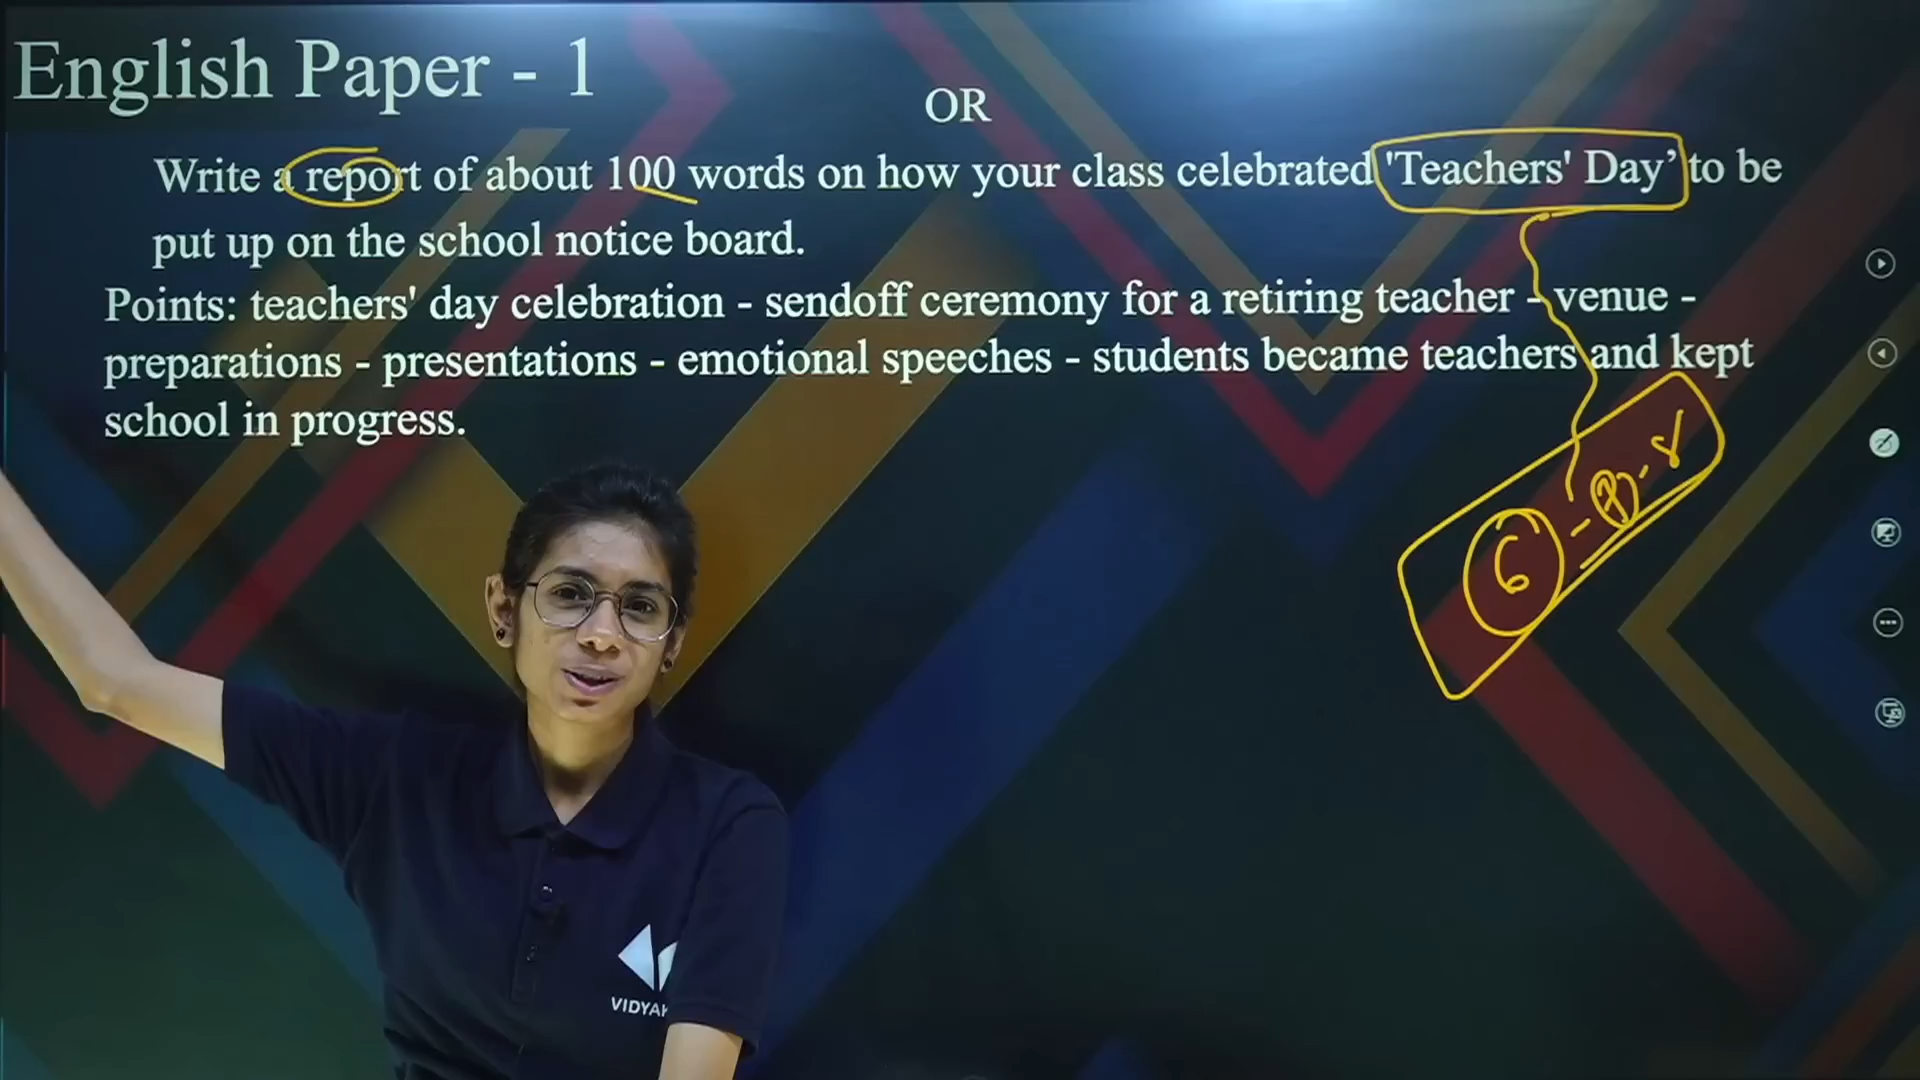 English Paper - 1
OR
Write a report of about 100 words on how your class celebrated 'Teachers' Day’ to be
put up on the school notice board.
Points: teachers' day celebration - sendoff ceremony for a retiring teacher - venue -
preparations - presentations - emotional speeches - students became teachers and kept
school in progress.
6
VIDYAK